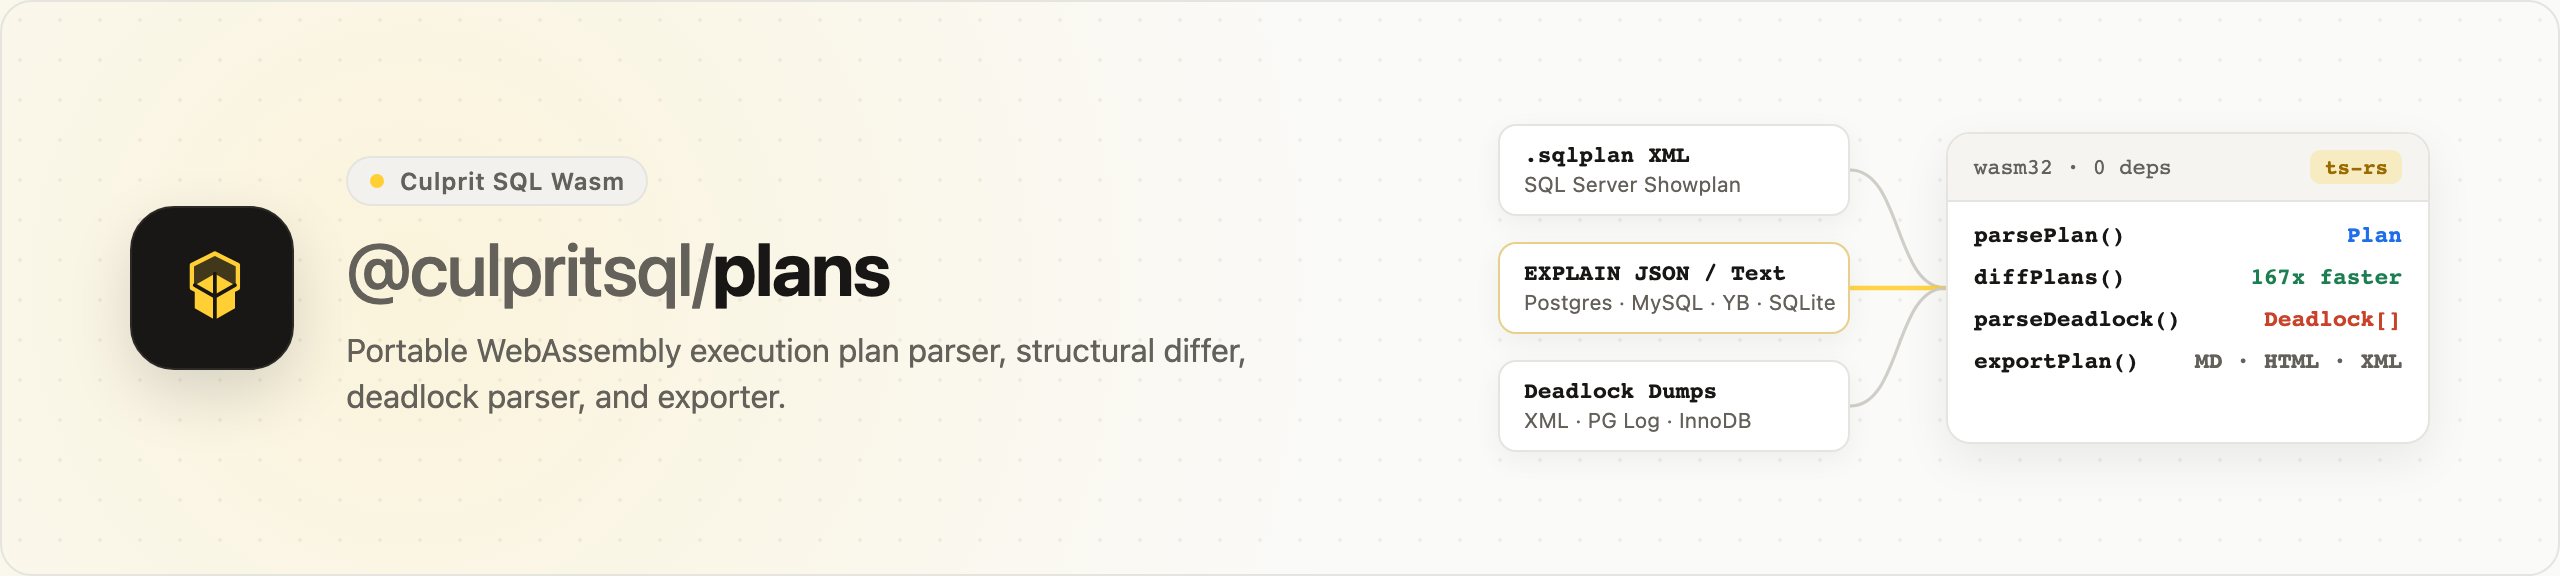 Culprit SQL Wasm
@culpritsql/plans
Portable WebAssembly execution plan parser, structural differ,
deadlock parser, and exporter.
.sqlplan XML
SQL Server Showplan
EXPLAIN JSON / Text
Postgres · MySQL · YB · SQLite
Deadlock Dumps
XML · PG Log · InnoDB
wasm32 · 0 deps ts-rs
parsePlan() Plan
diffPlans() 167x faster
parseDeadlock() Deadlock[]
exportPlan() MD · HTML · XML